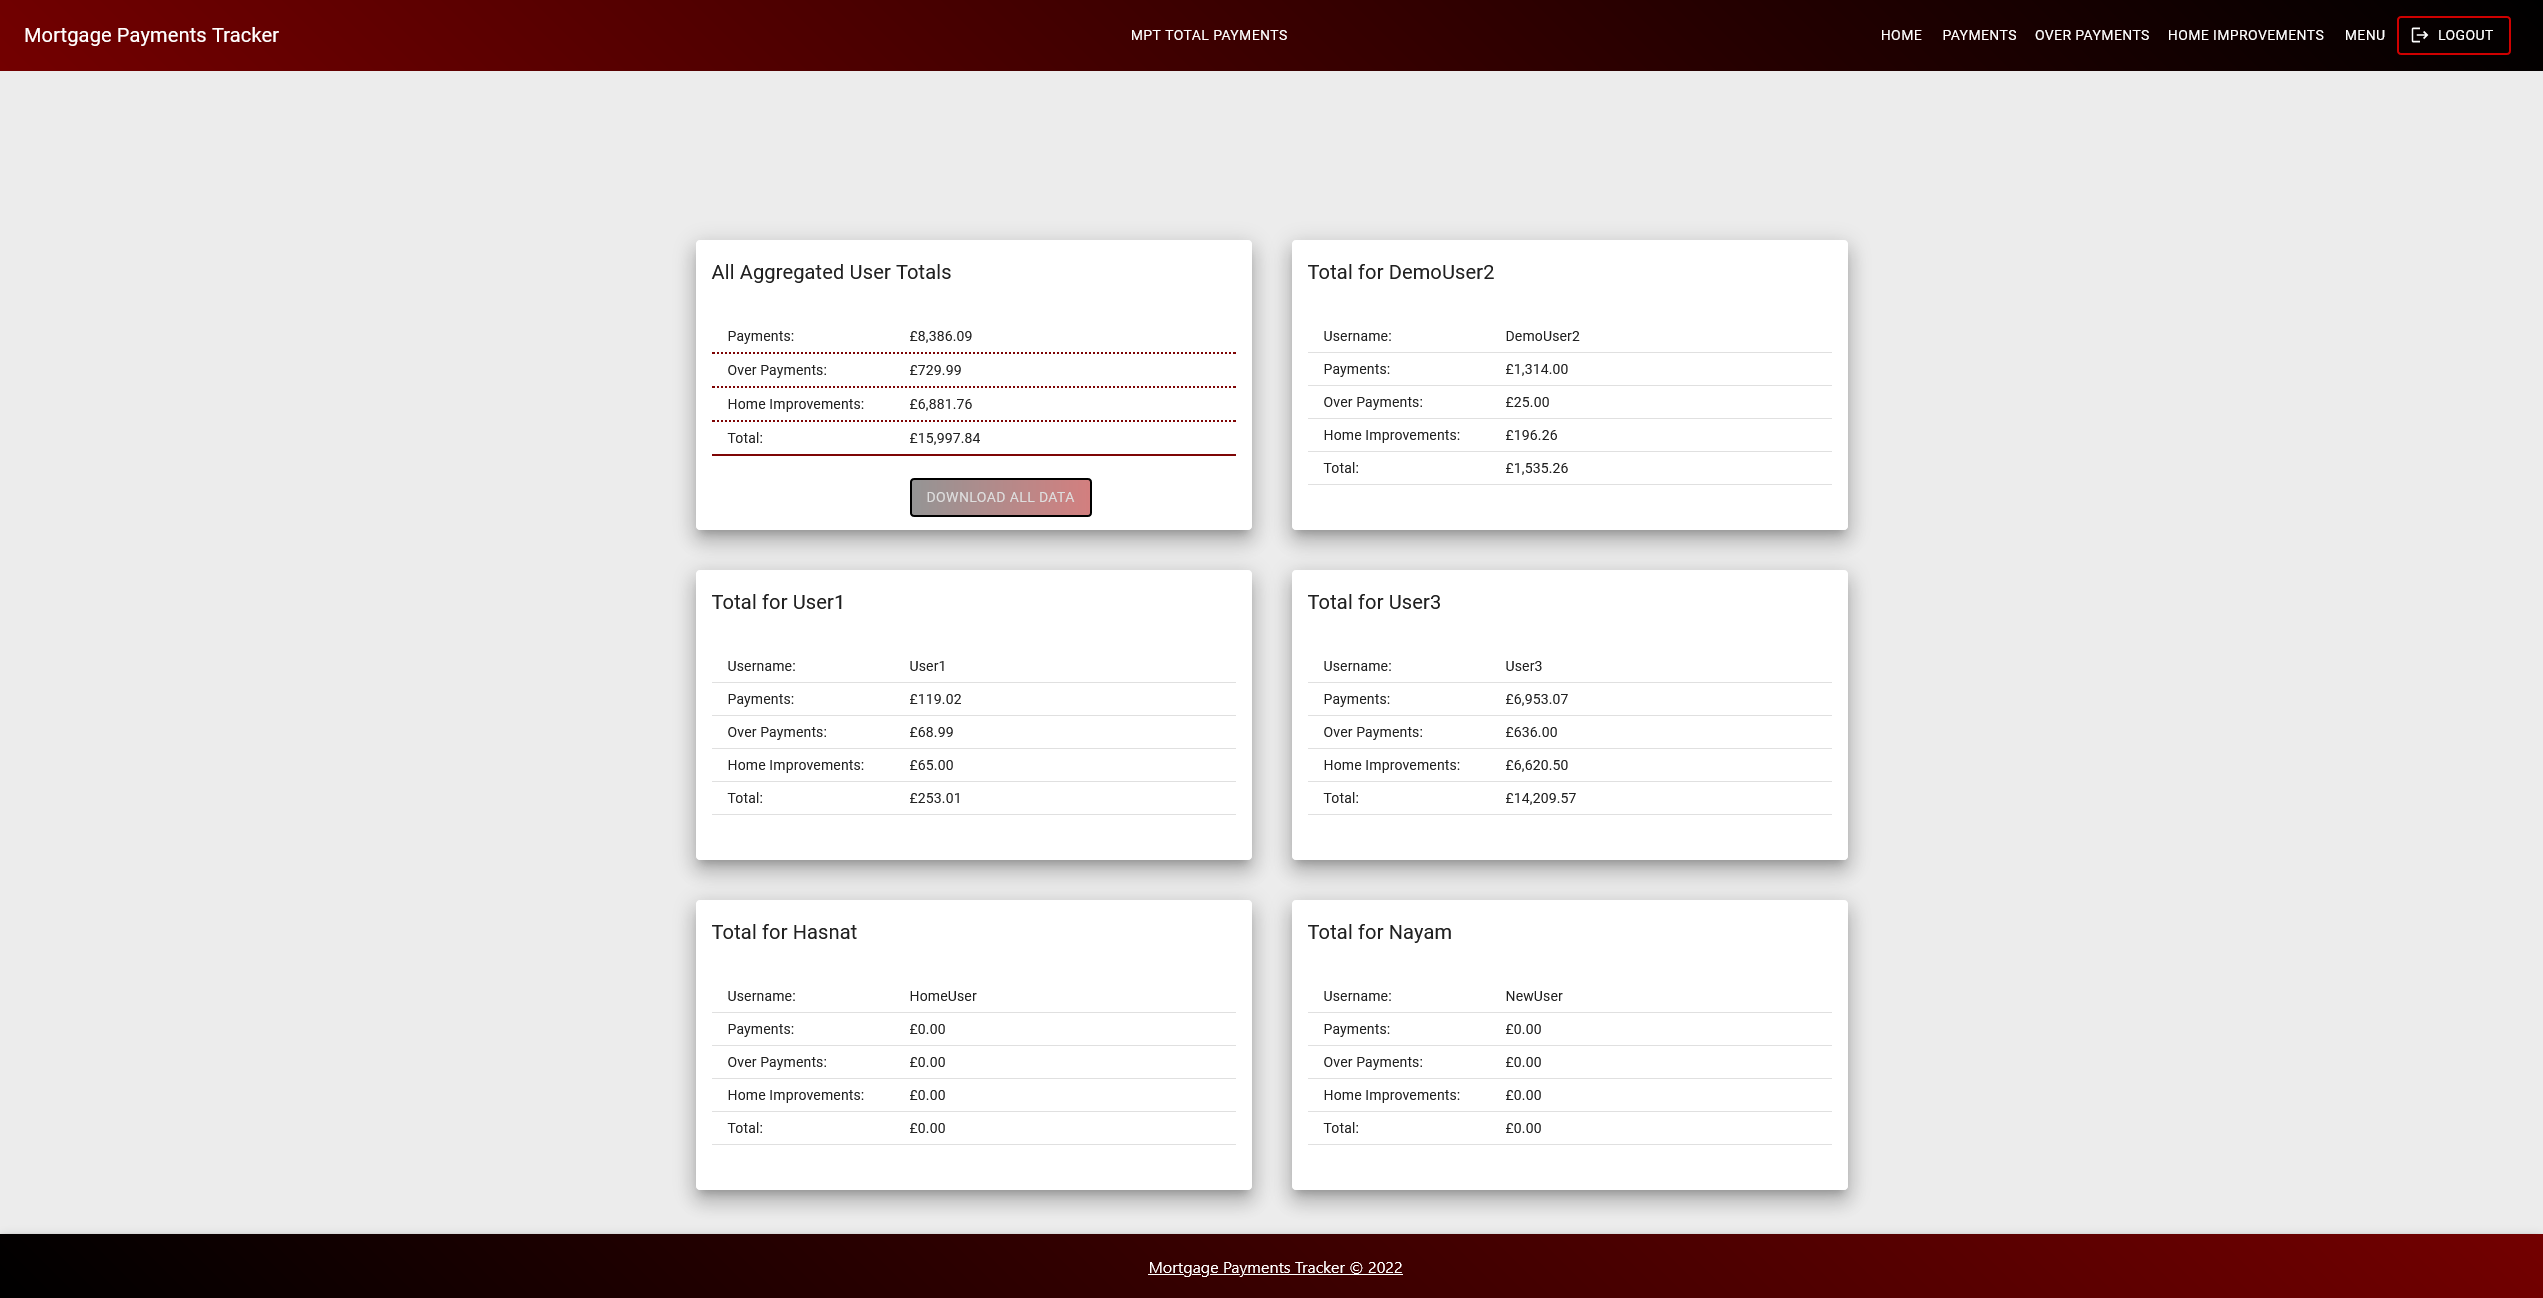 Mortgage Payments Tracker
MPT TOTAL PAYMENTS
HOME PAYMENTS OVER PAYMENTS HOME IMPROVEMENTS MENU LOGOUT
All Aggregated User Totals
Payments: £8,386.09
Over Payments: £729.99
Home Improvements: £6,881.76
Total: £15,997.84
DOWNLOAD ALL DATA
Total for DemoUser2
Username: DemoUser2
Payments: £1,314.00
Over Payments: £25.00
Home Improvements: £196.26
Total: £1,535.26
Total for User1
Username: User1
Payments: £119.02
Over Payments: £68.99
Home Improvements: £65.00
Total: £253.01
Total for User3
Username: User3
Payments: £6,953.07
Over Payments: £636.00
Home Improvements: £6,620.50
Total: £14,209.57
Total for Hasnat
Username: HomeUser
Payments: £0.00
Over Payments: £0.00
Home Improvements: £0.00
Total: £0.00
Total for Nayam
Username: NewUser
Payments: £0.00
Over Payments: £0.00
Home Improvements: £0.00
Total: £0.00
Mortgage Payments Tracker © 2022